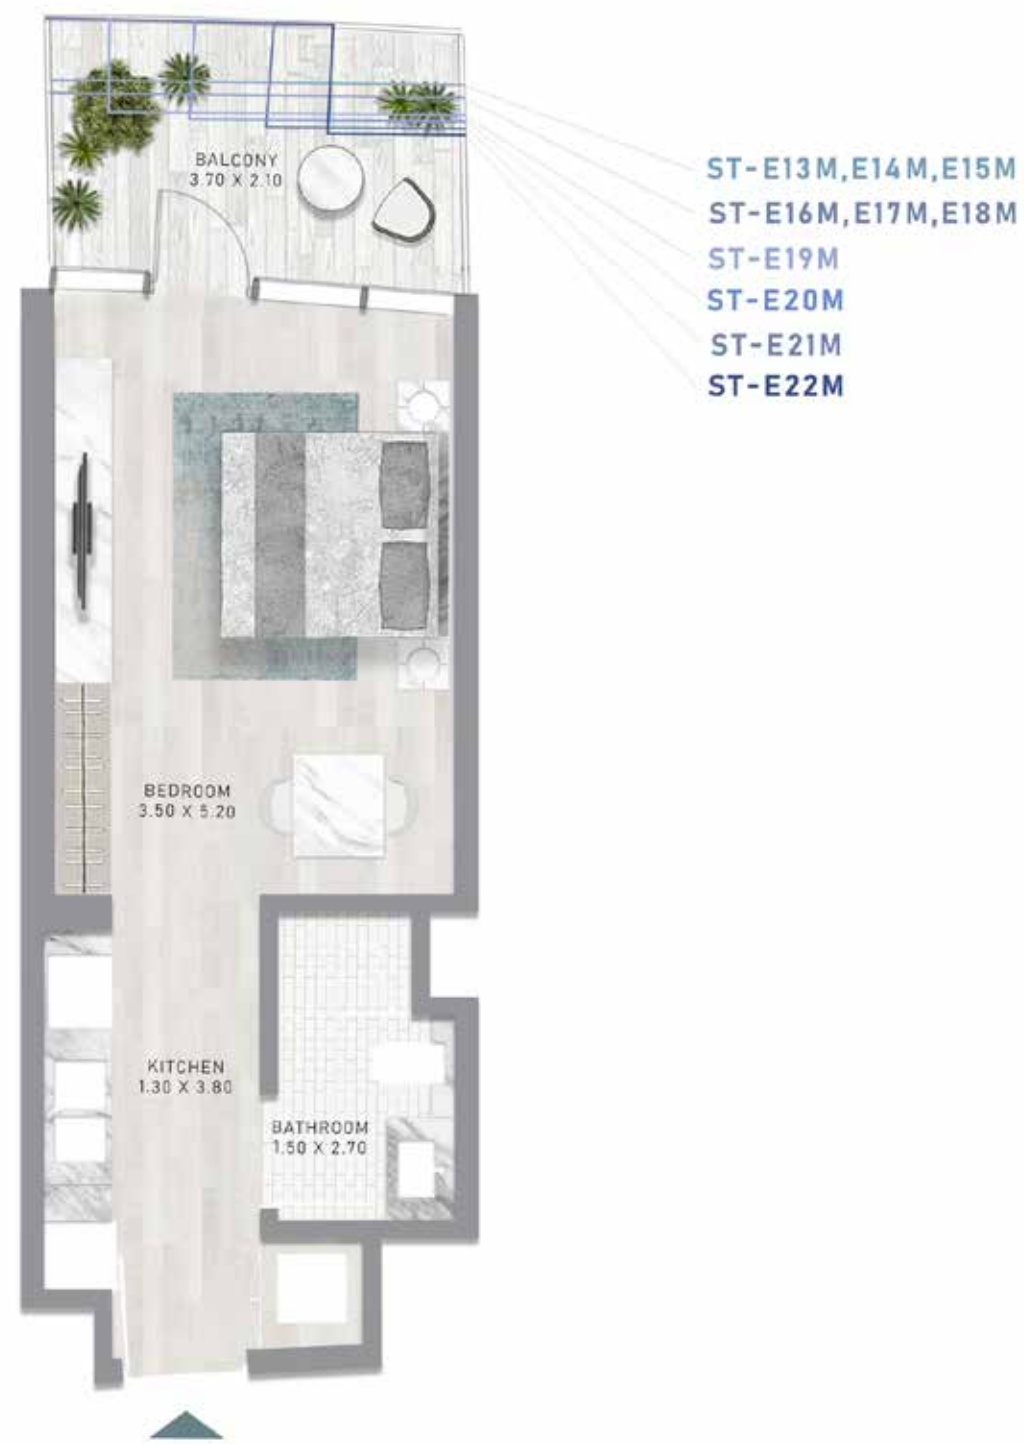 BALCONY
3.70 X 2.10
ST-E13M,E14M,E15M
ST-E16M,E17M,E18M
ST-E19M
ST-E20M
ST-E21M
ST-E22M
BEDROOM
3.50 X 5.20
KITCHEN
1.30 X 3.80
BATHROOM
1.50 X 2.70